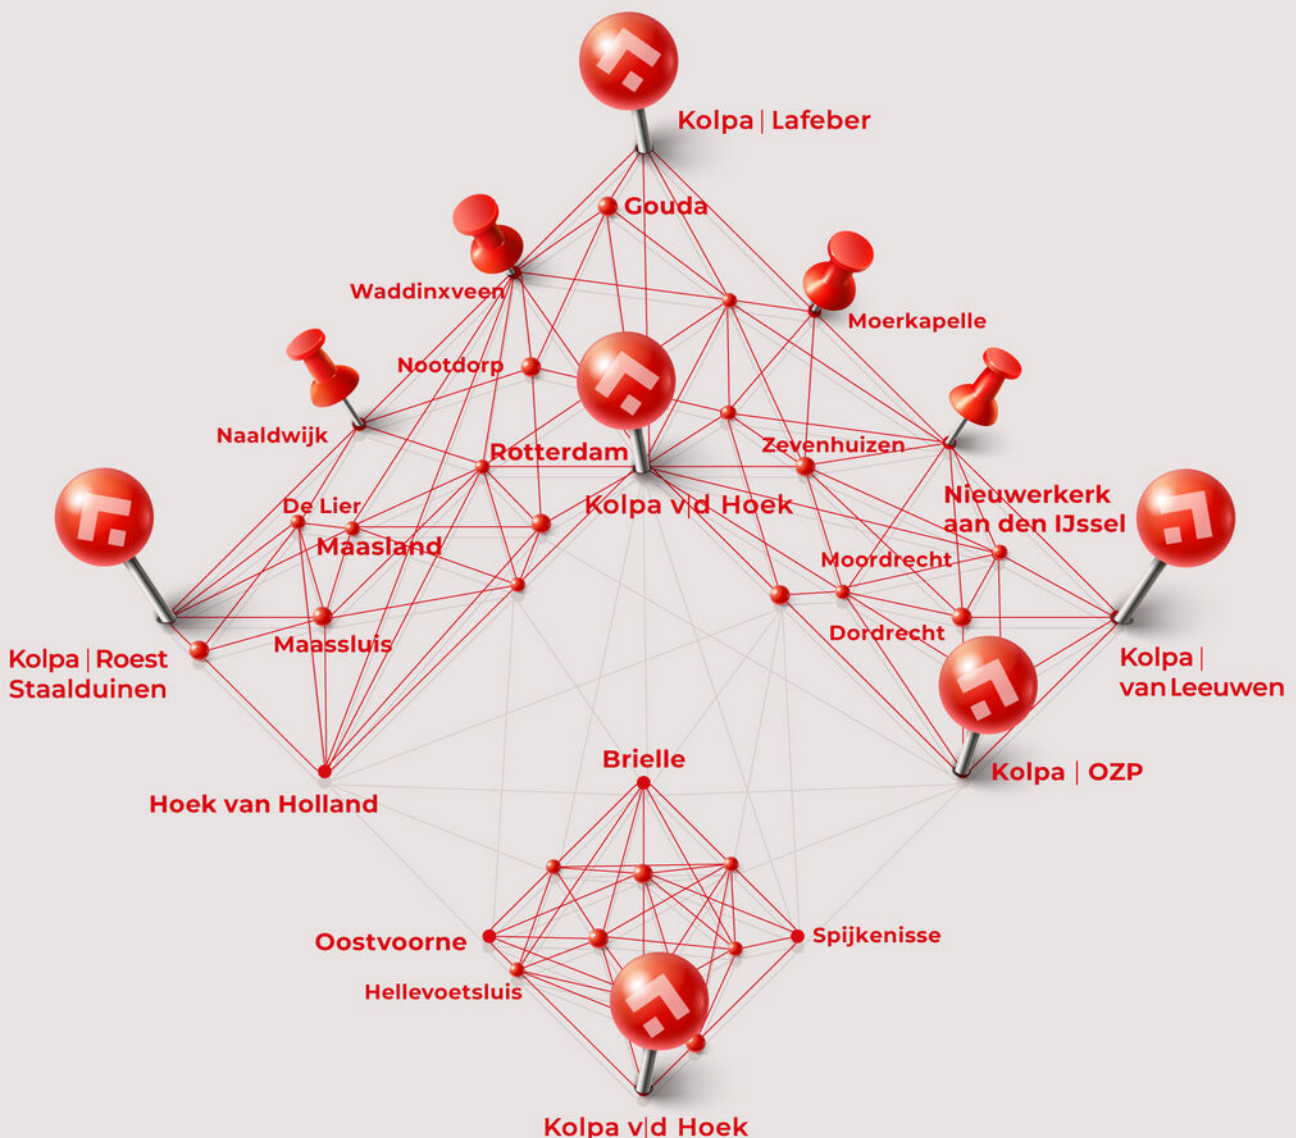 Kolpa | Lafeber
Gouda
Waddinxveen
Moerkapelle
Nootdorp
Naaldwijk
Rotterdam
Zevenhuizen
Kolpa v|d Hoek
De Lier
Maasland
Nieuwerkerk
aan den IJssel
Moordrecht
Maassluis
Dordrecht
Kolpa | Roest
Staalduinen
Kolpa |
van Leeuwen
Brielle
Kolpa | OZP
Hoek van Holland
Oostvoorne
Spijkenisse
Hellevoetsluis
Kolpa v|d Hoek